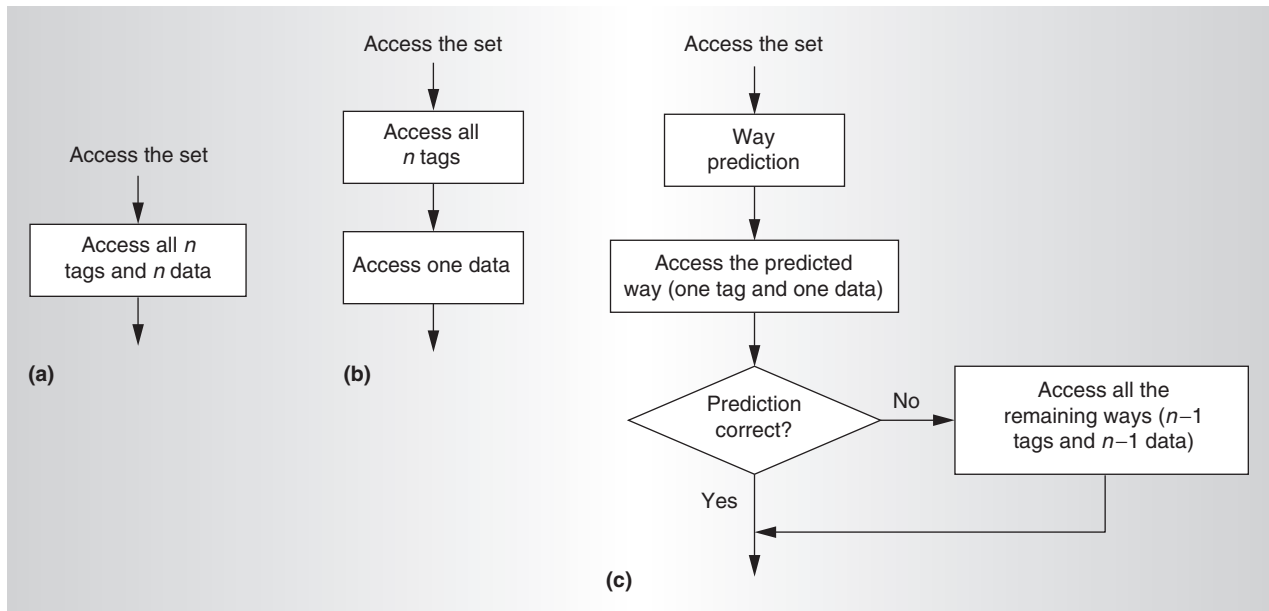 Access the set
Access all n
tags and n data
(a)
Access the set
Access all
n tags
Access one data
(b)
Access the set
Way
prediction
Access the predicted
way (one tag and one data)
Prediction
correct?
No
Access all the
remaining ways (n–1
tags and n–1 data)
Yes
(c)